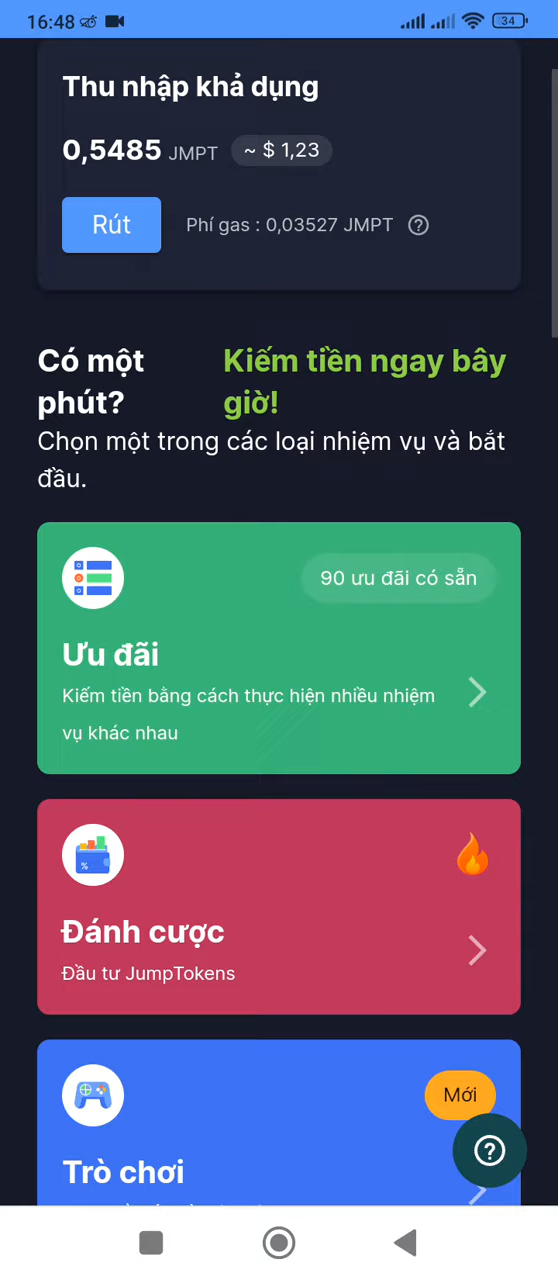 16:48
34
Thu nhập khả dụng
0,5485 JMPT ~ $ 1,23
Rút
Phí gas : 0,03527 JMPT
Có một phút?
Kiếm tiền ngay bây giờ!
Chọn một trong các loại nhiệm vụ và bắt
đầu.
90 ưu đãi có sẵn
Ưu đãi
Kiếm tiền bằng cách thực hiện nhiều nhiệm
vụ khác nhau
%
Đánh cược
Đầu tư JumpTokens
Mới
Trò chơi